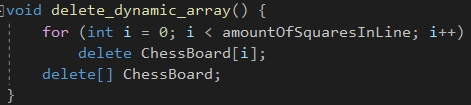 void delete_dynamic_array() {
    for (int i = 0; i < amountOfSquaresInLine; i++)
        delete ChessBoard[i];
    delete[] ChessBoard;
}